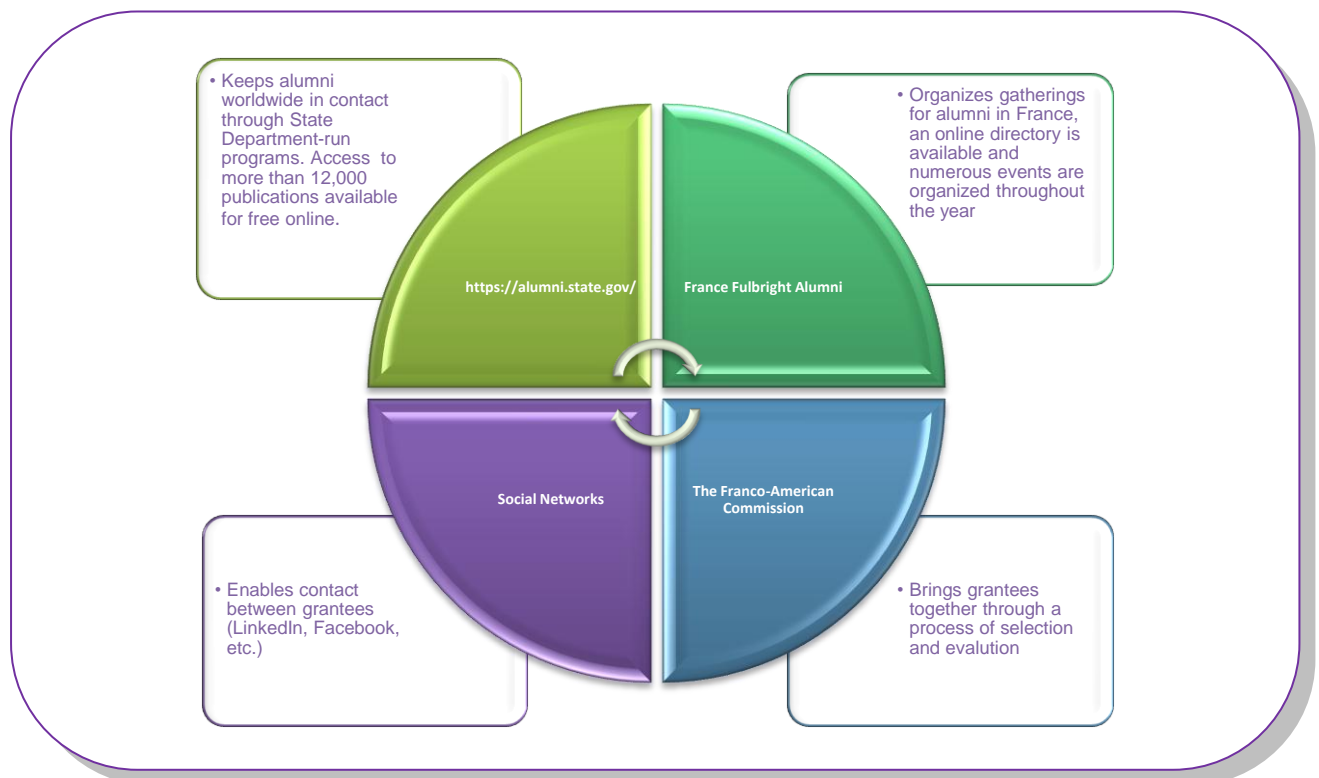 • Keeps alumni
worldwide in contact
through State
Department-run
programs. Access to
more than 12,000
publications available
for free online.
• Organizes gatherings
for alumni in France,
an online directory is
available and
numerous events are
organized throughout
the year
https://alumni.state.gov/
France Fulbright Alumni
Social Networks
The Franco-American
Commission
• Enables contact
between grantees
(LinkedIn, Facebook,
etc.)
• Brings grantees
together through a
process of selection
and evalution